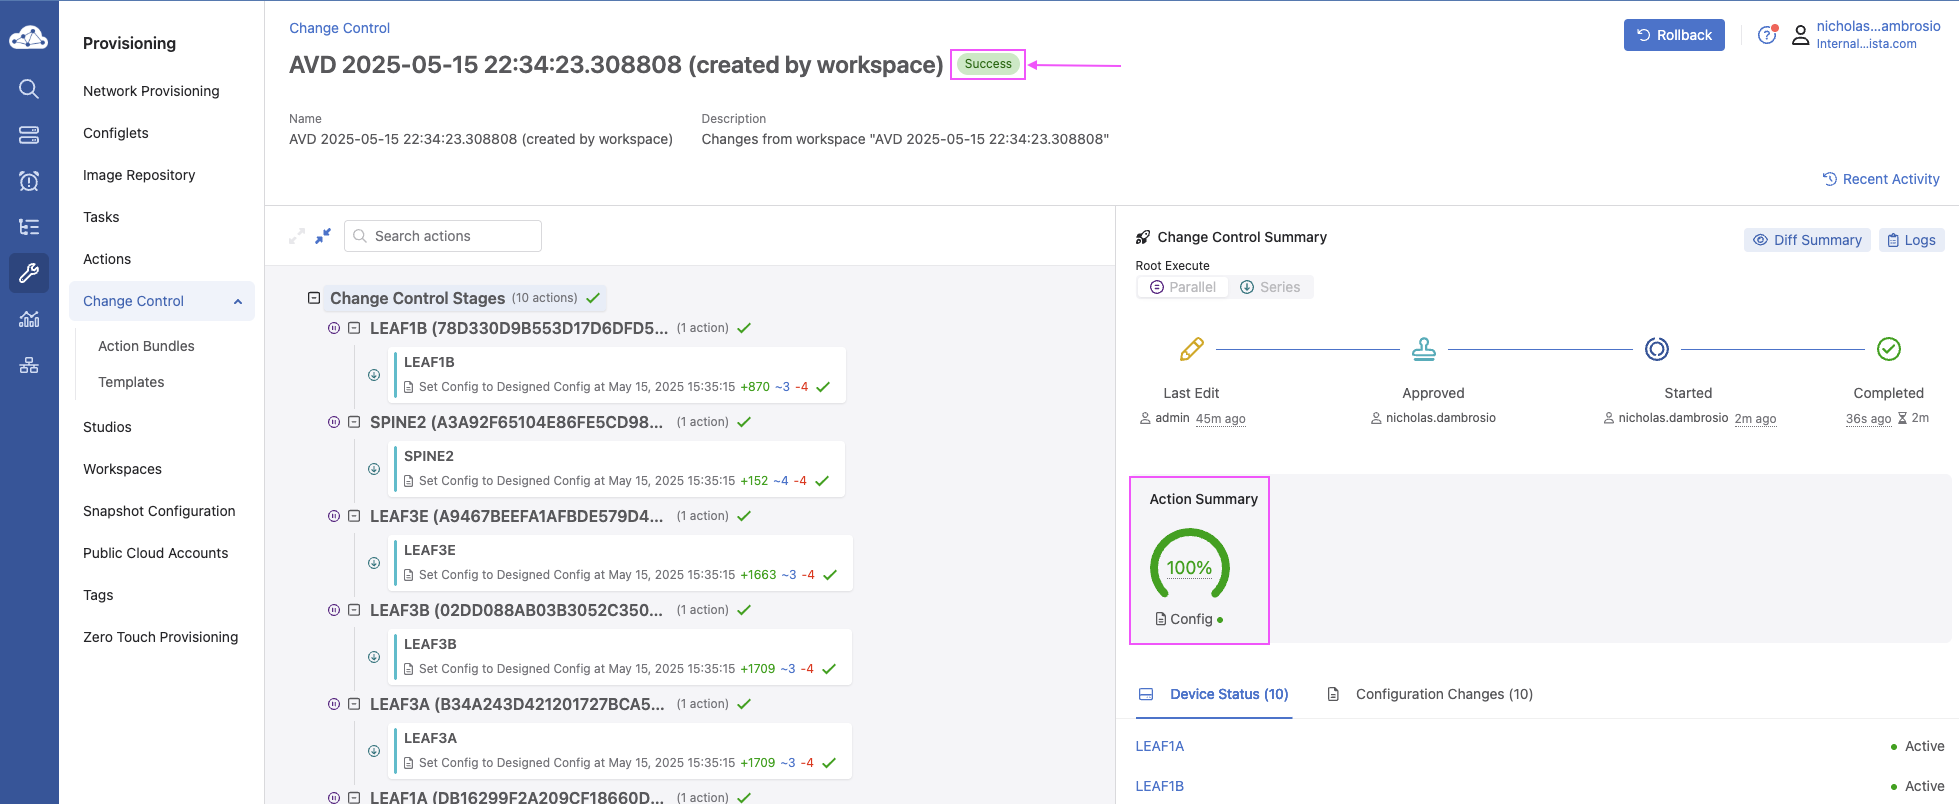 Provisioning
Network Provisioning
Configlets
Image Repository
Tasks
Actions
Change Control
Action Bundles
Templates
Studios
Workspaces
Snapshot Configuration
Public Cloud Accounts
Tags
Zero Touch Provisioning
Change Control
AVD 2025-05-15 22:34:23.308808 (created by workspace) Success
Rollback
nicholas...ambrosio
Internal...ista.com
Name
AVD 2025-05-15 22:34:23.308808 (created by workspace)
Description
Changes from workspace "AVD 2025-05-15 22:34:23.308808"
Recent Activity
Search actions
Change Control Stages (10 actions)
LEAF1B (78D330D9B553D17D6DFD5... (1 action)
LEAF1B
Set Config to Designed Config at May 15, 2025 15:35:15 +870 ~3 -4
SPINE2 (A3A92F65104E86FE5CD98... (1 action)
SPINE2
Set Config to Designed Config at May 15, 2025 15:35:15 +152 ~4 -4
LEAF3E (A9467BEEFA1AFBDE579D4... (1 action)
LEAF3E
Set Config to Designed Config at May 15, 2025 15:35:15 +1663 ~3 -4
LEAF3B (02DD088AB03B3052C350... (1 action)
LEAF3B
Set Config to Designed Config at May 15, 2025 15:35:15 +1709 ~3 -4
LEAF3A (B34A243D421201727BCA5... (1 action)
LEAF3A
Set Config to Designed Config at May 15, 2025 15:35:15 +1709 ~3 -4
LEAF1A (DB16299F2A209CF18660D... (1 action)
Change Control Summary
Diff Summary
Logs
Root Execute
Parallel
Series
Last Edit
admin 45m ago
Approved
nicholas.dambrosio
Started
nicholas.dambrosio 2m ago
Completed
36s ago 2m
Action Summary
100%
Config
Device Status (10)
Configuration Changes (10)
LEAF1A Active
LEAF1B Active